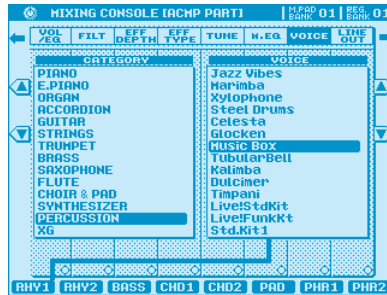 MIXING CONSOLE [ACMP PART]
M.PAD BANK 01
REG. BANK 01
VOL /EQ
FILT
EFF DEPTH
EFF TYPE
TUNE
M.EQ
VOICE
LINE OUT
CATEGORY
PIANO
E.PIANO
ORGAN
ACCORDION
GUITAR
STRINGS
TRUMPET
BRASS
SAXOPHONE
FLUTE
CHOIR & PAD
SYNTHESIZER
PERCUSSION
XG
VOICE
Jazz Vibes
Marimba
Xylophone
Steel Drums
Celesta
Glocken
Music Box
TubularBell
Kalimba
Dulcimer
Timpani
Live!StdKit
Live!FunkKt
Std.Kit1
RHY1
RHY2
BASS
CHD1
CHD2
PAD
PHR1
PHR2